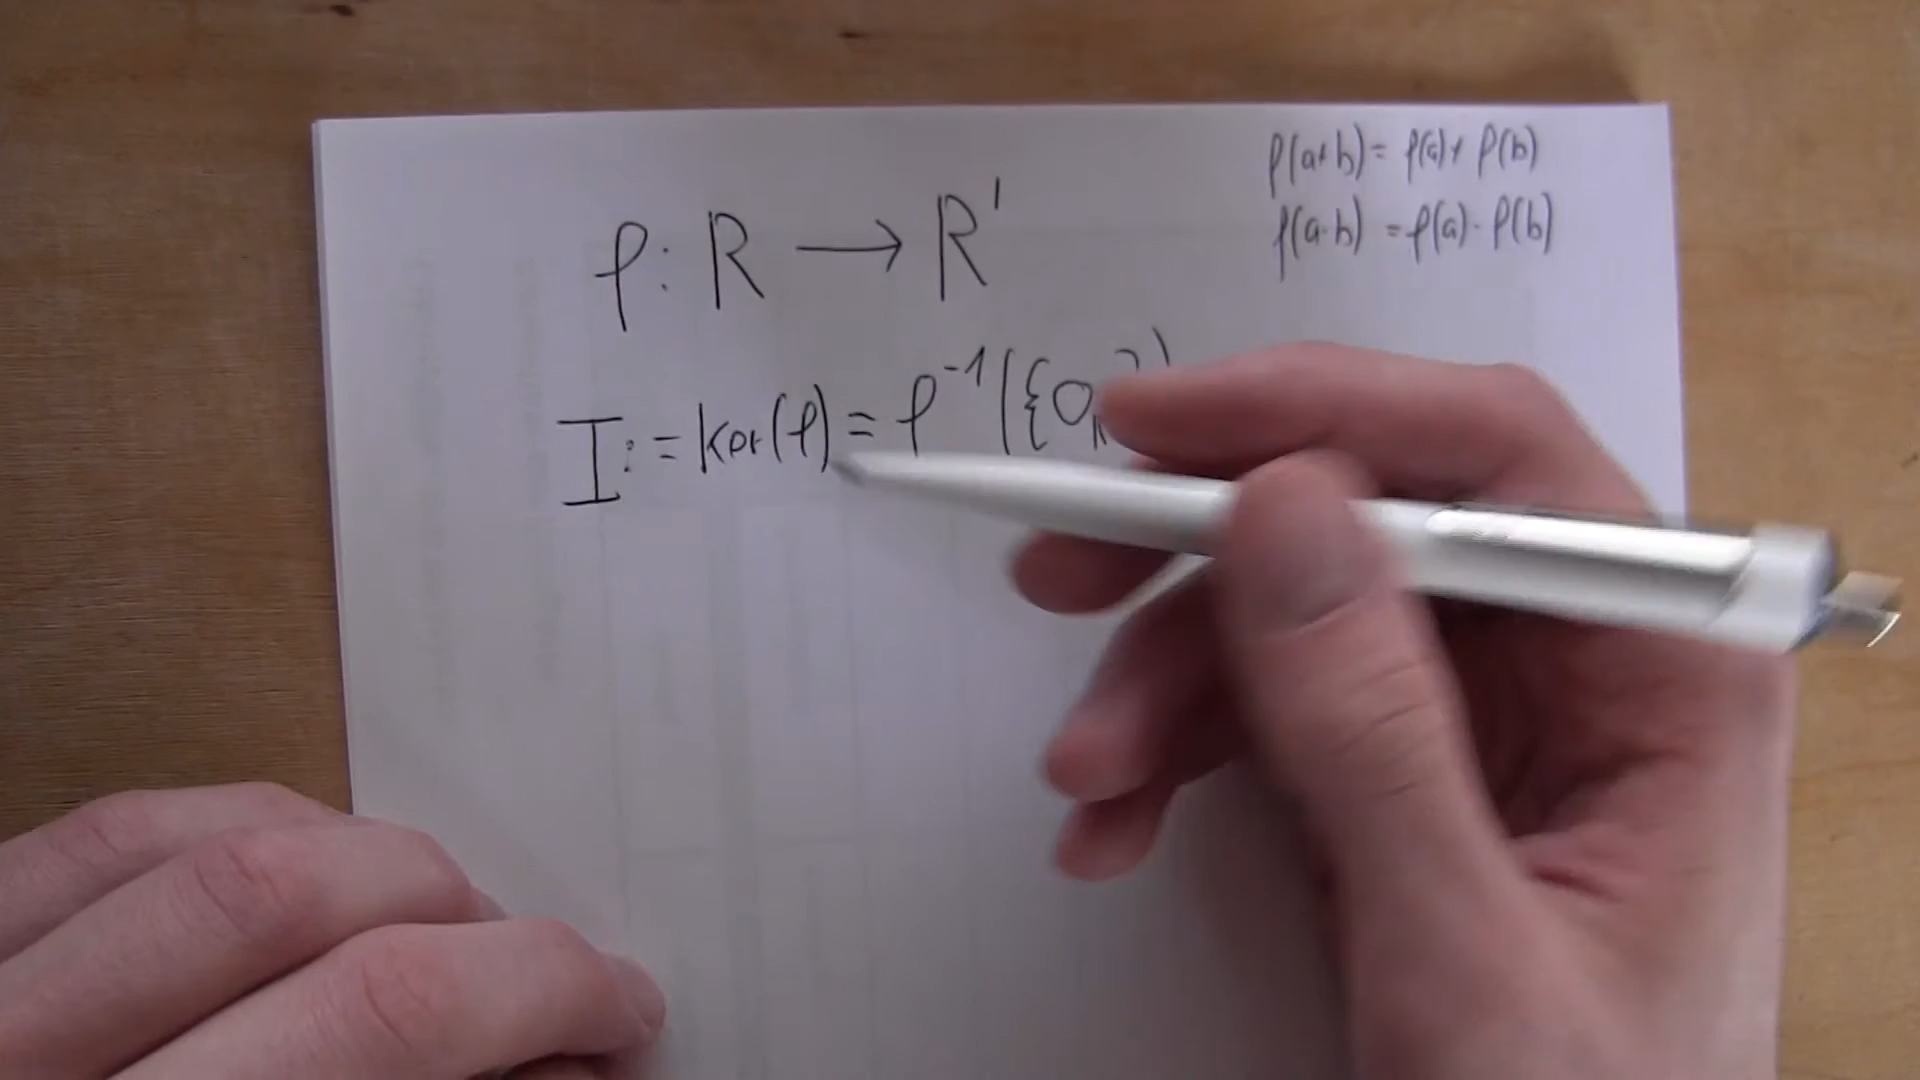 φ(a+b) = φ(a)+φ(b)
φ(a·b) = φ(a)·φ(b)
φ: R → R'
I := ker(φ) = φ⁻¹({0